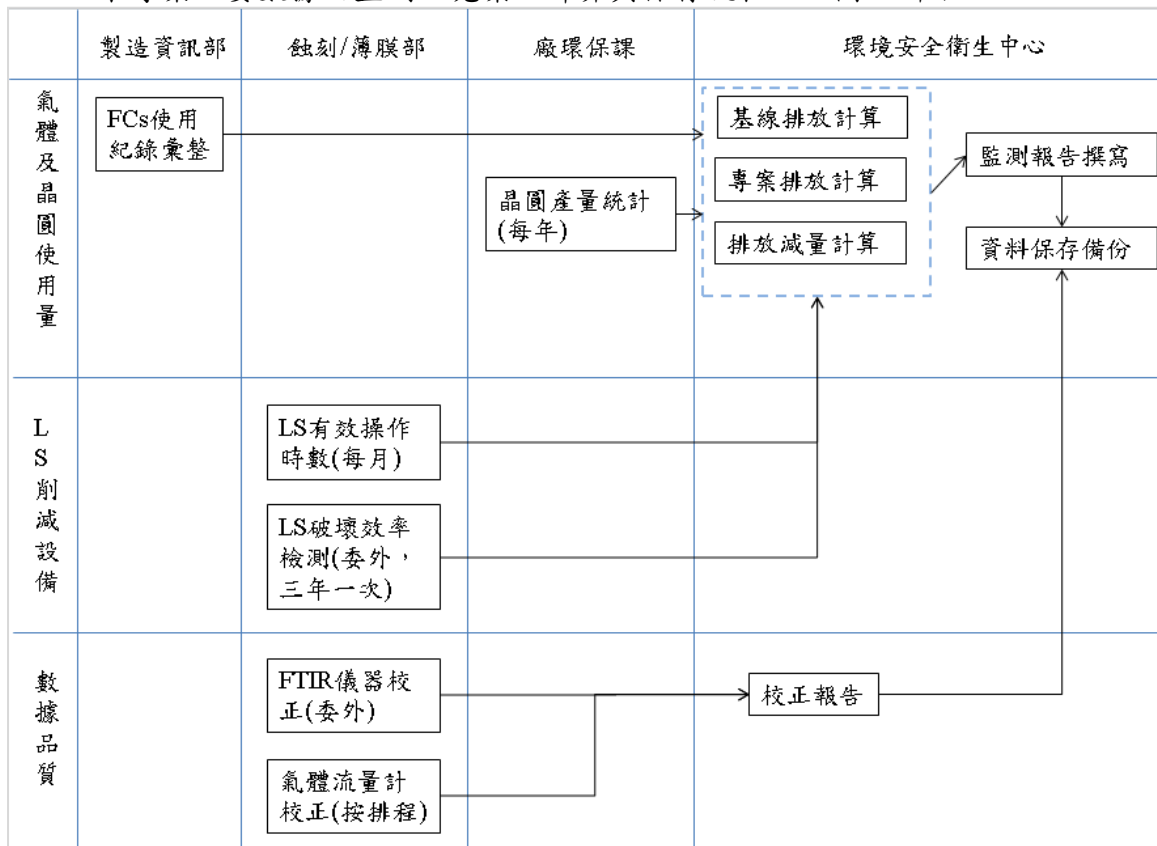 製造資訊部
蝕刻/薄膜部
廠環保課
環境安全衛生中心
氣體及晶圓使用量
FCs使用
紀錄彙整
晶圓產量統計
(每年)
基線排放計算
專案排放計算
排放減量計算
監測報告撰寫
資料保存備份
LS削減設備
LS有效操作
時數(每月)
LS破壞效率
檢測(委外，
三年一次)
數據品質
FTIR儀器校
正(委外)
氣體流量計
校正(按排程)
校正報告